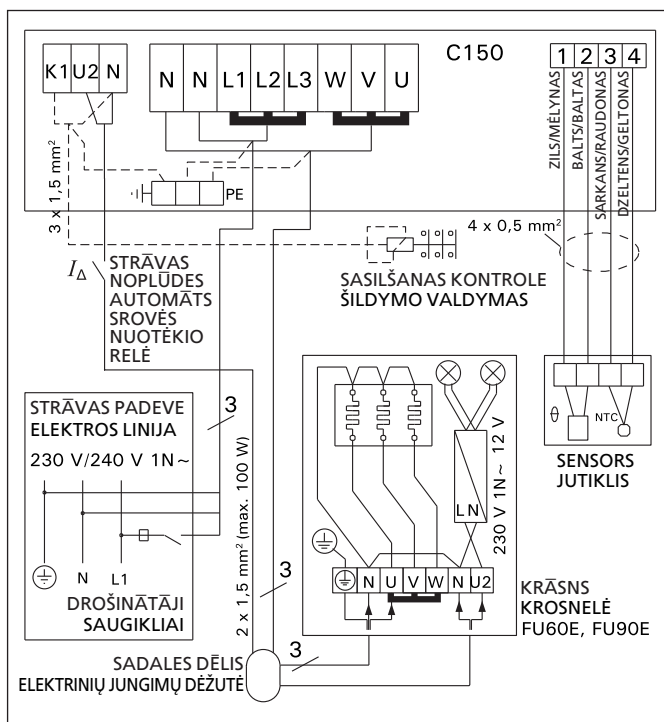 K1 U2 N
N N L1 L2 L3 W V U
C150
1 2 3 4
ZILS/MĖLYNAS
BALTS/BALTAS
SARKANS/RAUDONAS
DZELTENS/GELTONAS
3 x 1,5 mm²
PE
4 x 0,5 mm²
I∆
STRĀVAS
NOPLŪDES
AUTOMĀTS
SROVĖS
NUOTĖKIO
RELĖ
SASILŠANAS KONTROLE
ŠILDYMO VALDYMAS
θ
NTC
SENSORS
JUTIKLIS
STRĀVAS PADEVE
ELEKTROS LINIJA
230 V/240 V 1N~
N L1
DROŠINĀTĀJI
SAUGIKLIAI
3
2 x 1,5 mm² (max. 100 W)
3
3
L N
230 V 1N~ 12 V
N U V W N U2
KRĀSNS
KROSNELĖ
FU60E, FU90E
SADALES DĒLIS
ELEKTRINIŲ JUNGIMŲ DĖŽUTĖ